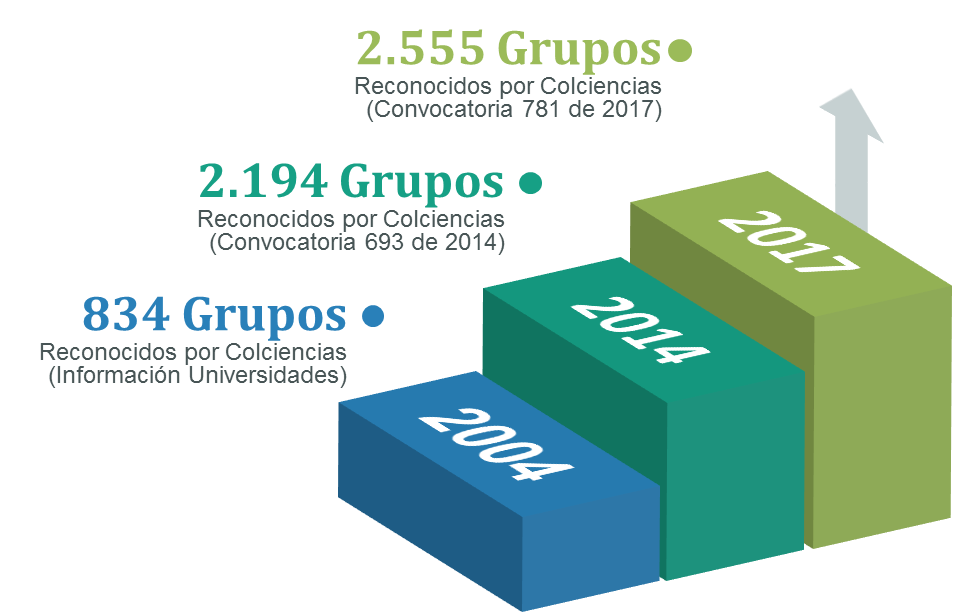 2.555 Grupos
Reconocidos por Colciencias
(Convocatoria 781 de 2017)
2.194 Grupos
Reconocidos por Colciencias
(Convocatoria 693 de 2014)
834 Grupos
Reconocidos por Colciencias
(Información Universidades)
2017
2014
2004